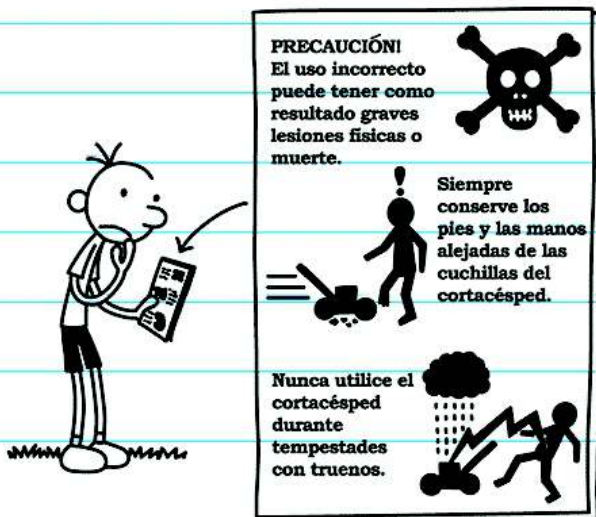 PRECAUCIÓN!
El uso incorrecto
puede tener como
resultado graves
lesiones físicas o
muerte.
Siempre
conserve los
pies y las manos
alejadas de las
cuchillas del
cortacésped.
Nunca utilice el
cortacésped
durante
tempestades
con truenos.